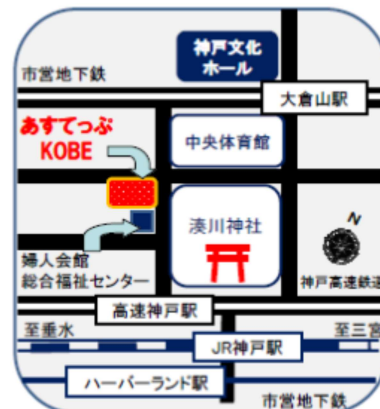 神戸文化
ホール
市営地下鉄
大倉山駅
あすてっぷ
KOBE
中央体育館
湊川神社
N
婦人会館
総合福祉センター
神戸高速鉄道
高速神戸駅
至垂水
至三宮
JR神戸駅
ハーバーランド駅
市営地下鉄